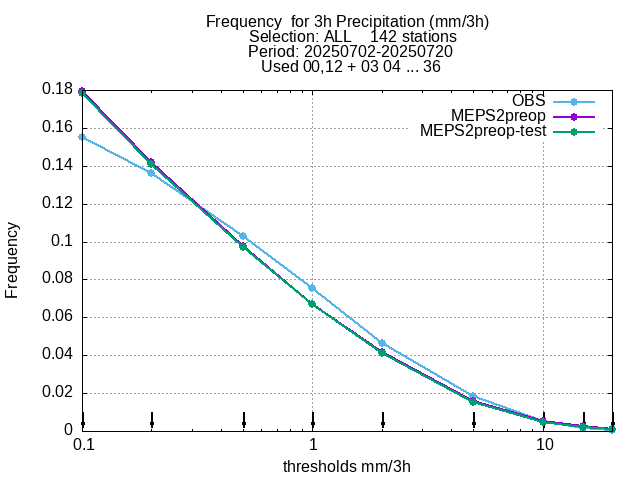 Frequency  for 3h Precipitation (mm/3h)
Selection: ALL    142 stations
Period: 20250702-20250720
Used 00,12 + 03 04 ... 36
OBS
MEPS2preop
MEPS2preop-test
Frequency
0.18
0.16
0.14
0.12
0.1
0.08
0.06
0.04
0.02
0
0.1 1 10
thresholds mm/3h